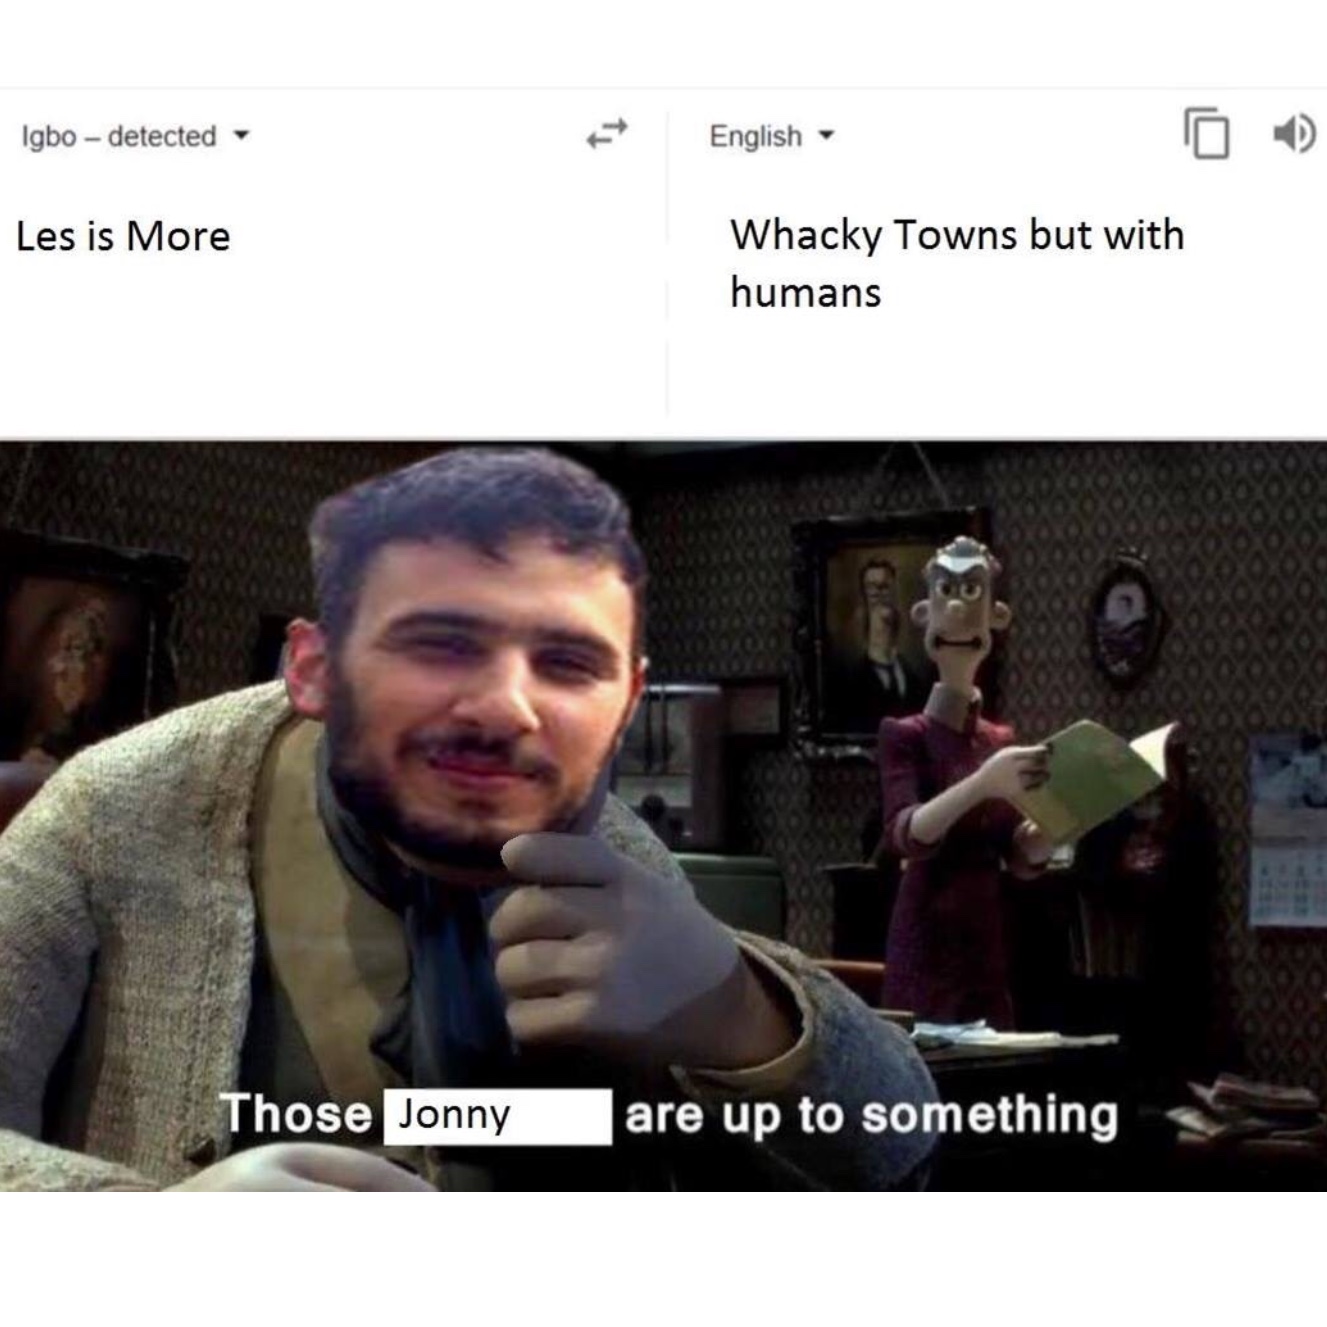 Igbo – detected
English
Les is More
Whacky Towns but with
humans
Those Jonny are up to something